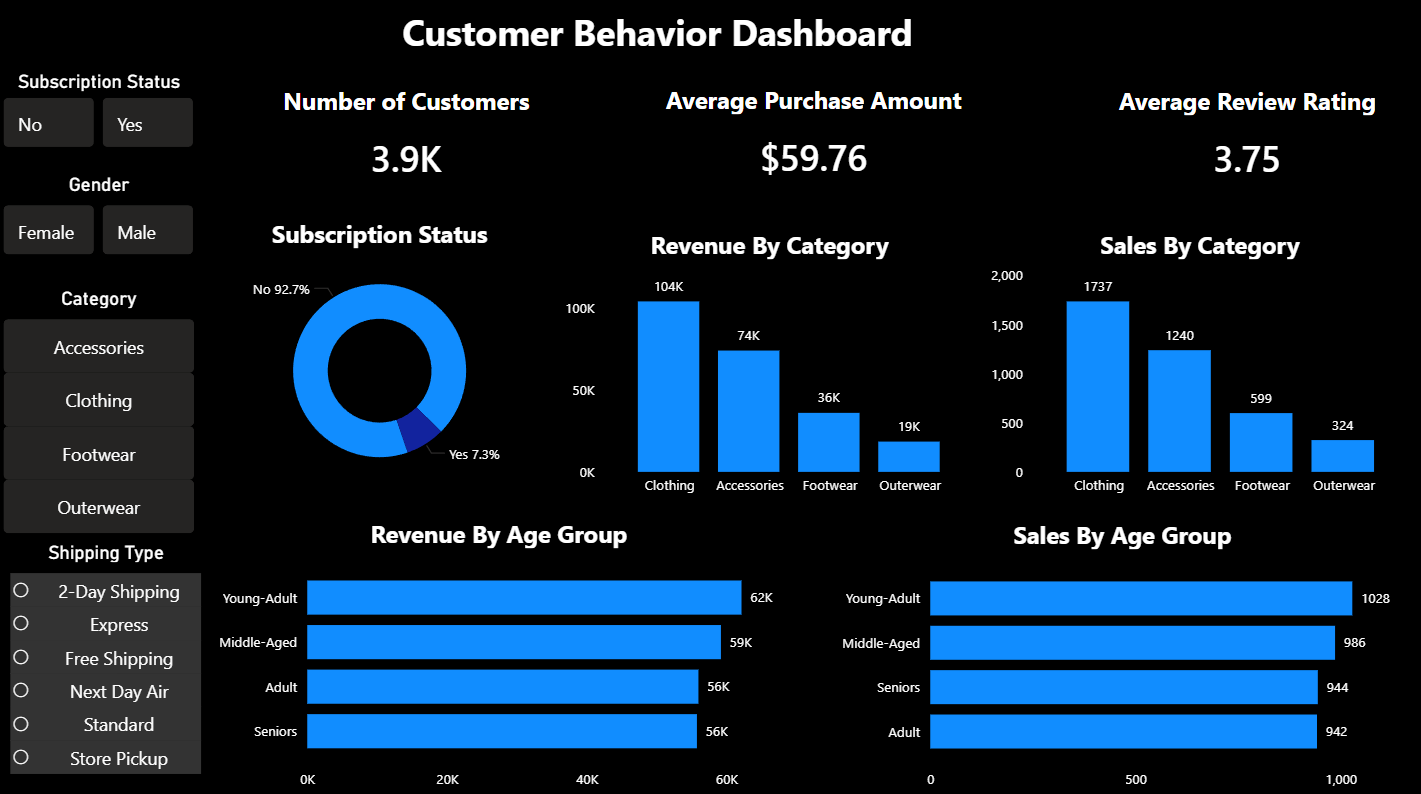 Customer Behavior Dashboard
Subscription Status
No Yes
Gender
Female Male
Category
Accessories
Clothing
Footwear
Outerwear
Shipping Type
2-Day Shipping
Express
Free Shipping
Next Day Air
Standard
Store Pickup
Number of Customers
3.9K
Average Purchase Amount
$59.76
Average Review Rating
3.75
Subscription Status
No 92.7%
Yes 7.3%
Revenue By Category
100K
50K
0K
104K
74K
36K
19K
Clothing Accessories Footwear Outerwear
Sales By Category
2,000
1,500
1,000
500
0
1737
1240
599
324
Clothing Accessories Footwear Outerwear
Revenue By Age Group
Young-Adult 62K
Middle-Aged 59K
Adult 56K
Seniors 56K
0K 20K 40K 60K
Sales By Age Group
Young-Adult 1028
Middle-Aged 986
Seniors 944
Adult 942
0 500 1,000